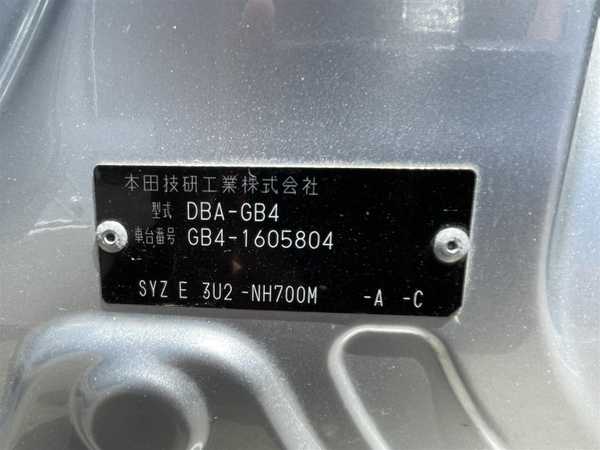 本田技研工業株式会社
型式 DBA-GB4
車台番号 GB4-1605804
SYZ E 3U2 -NH700M -A -C